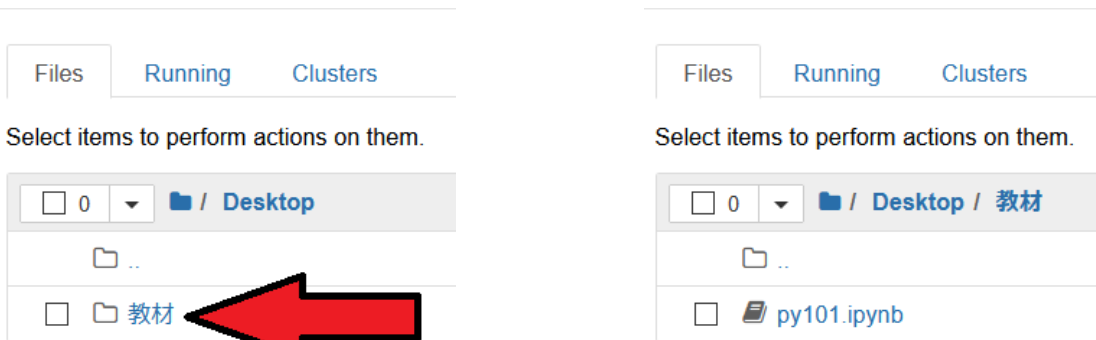 Files Running Clusters
Select items to perform actions on them.
0 / Desktop
..
教材
Files Running Clusters
Select items to perform actions on them.
0 / Desktop / 教材
..
py101.ipynb